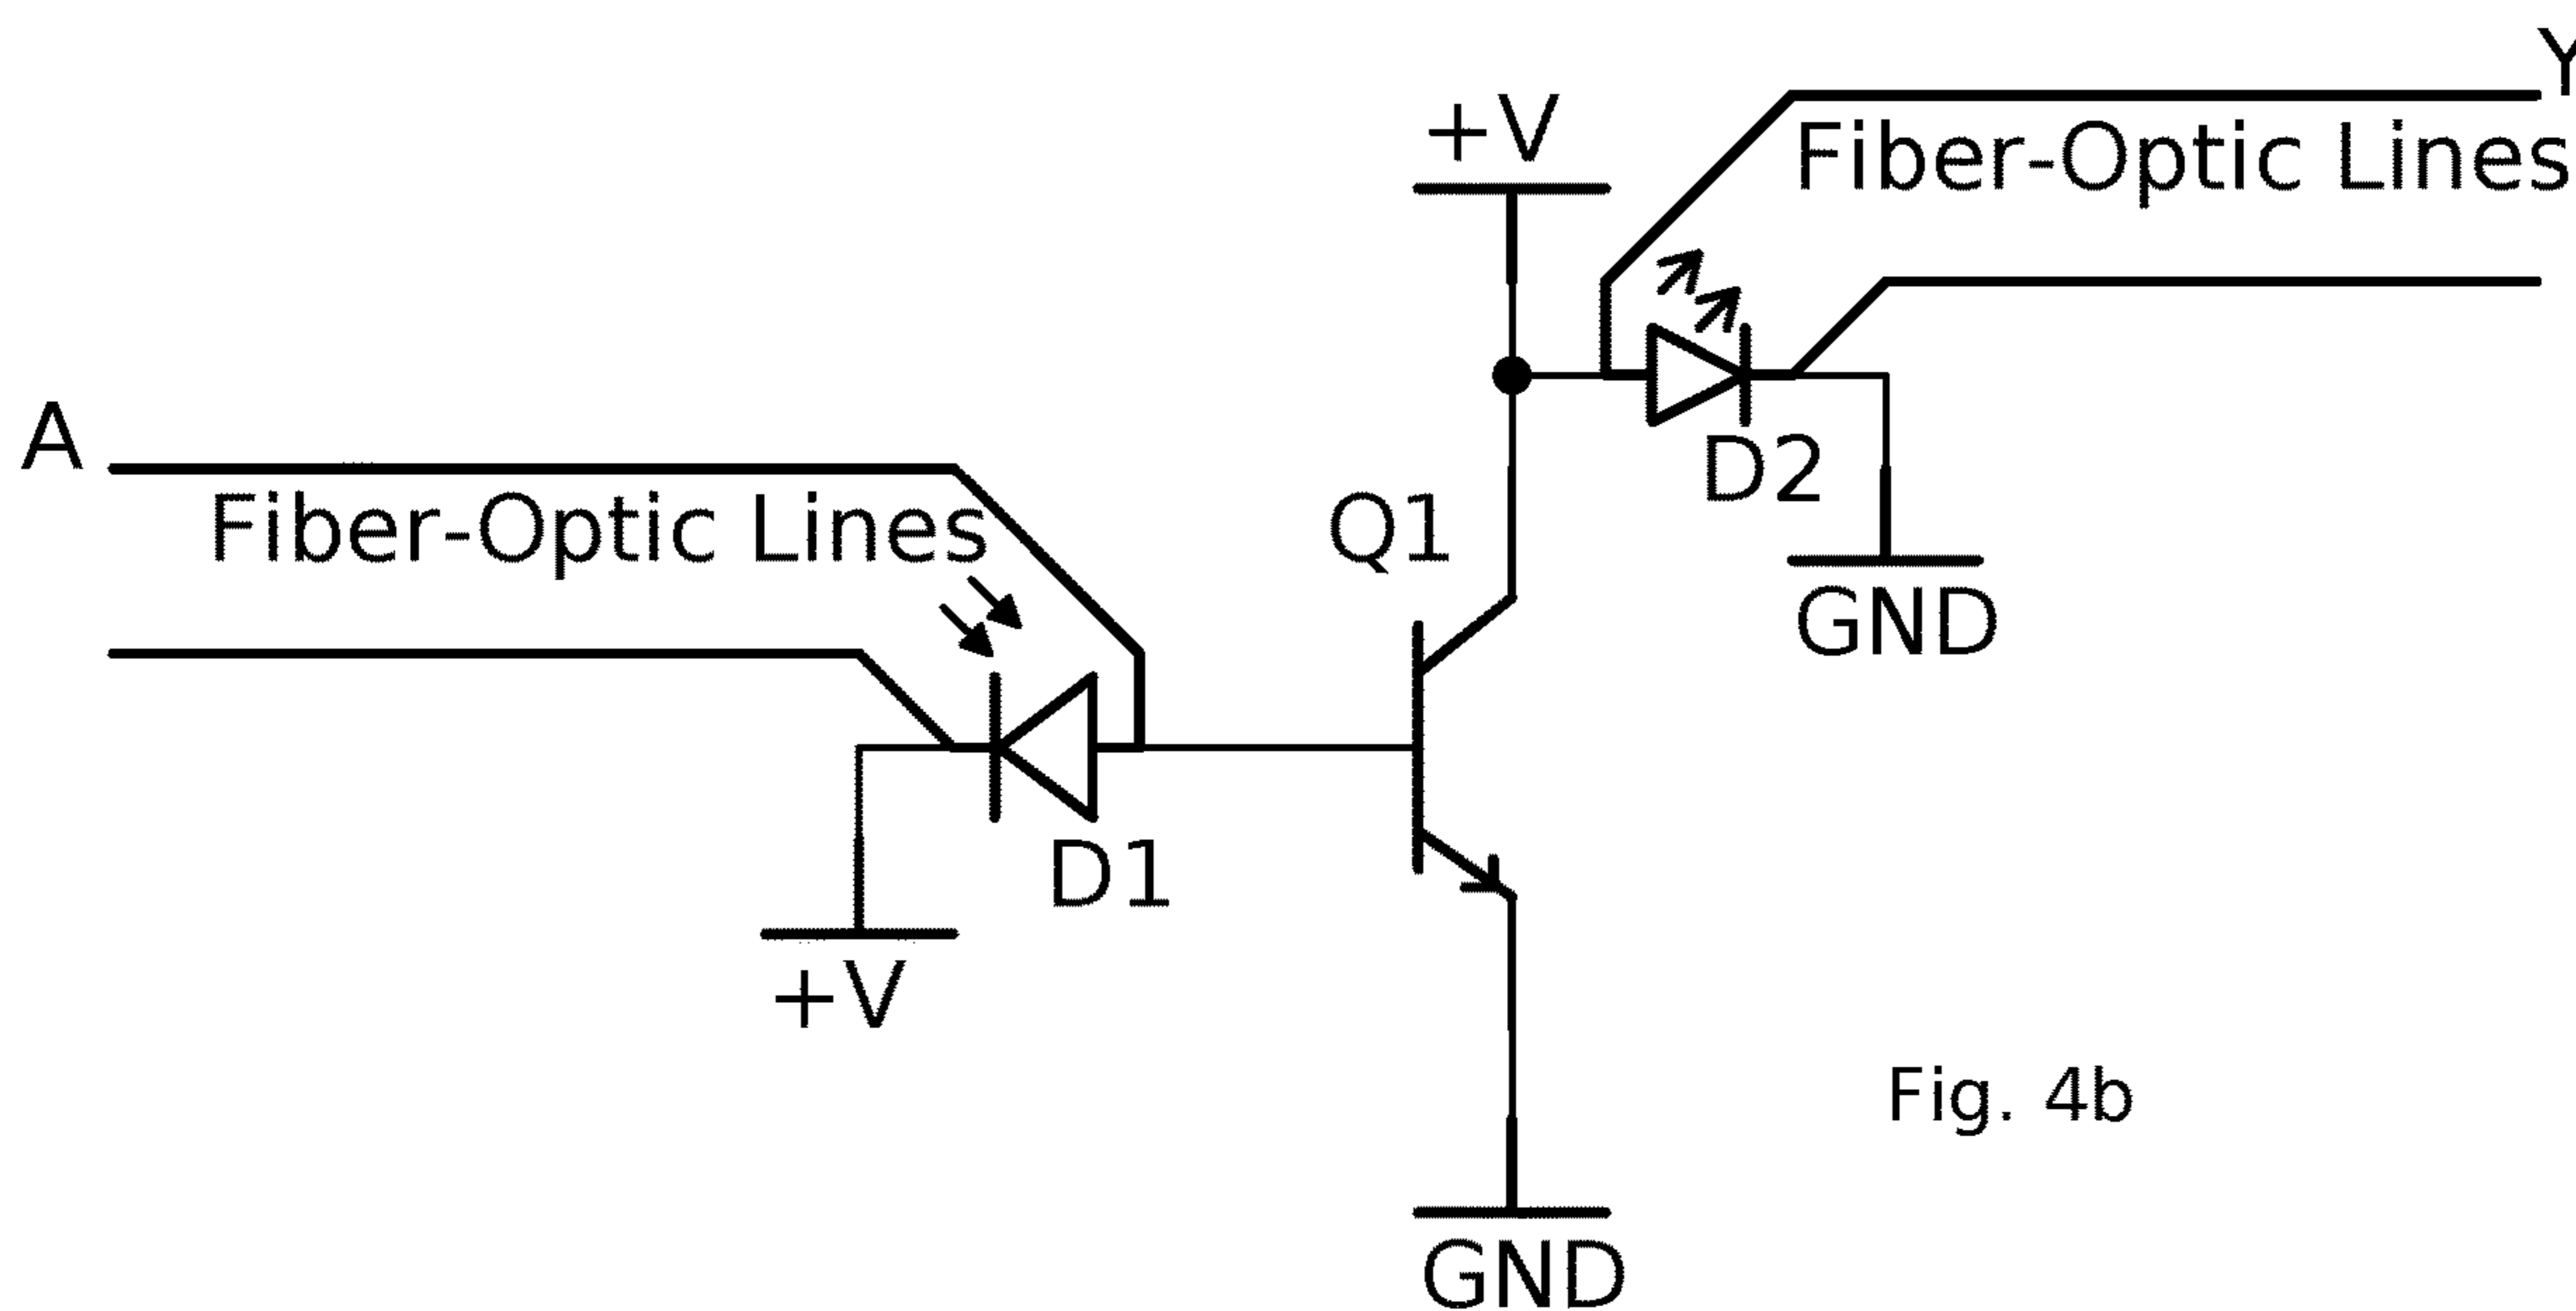 Y
+V
Fiber-Optic Lines
A
D2
Fiber-Optic Lines
Q1
GND
D1
+V
Fig. 4b
GND